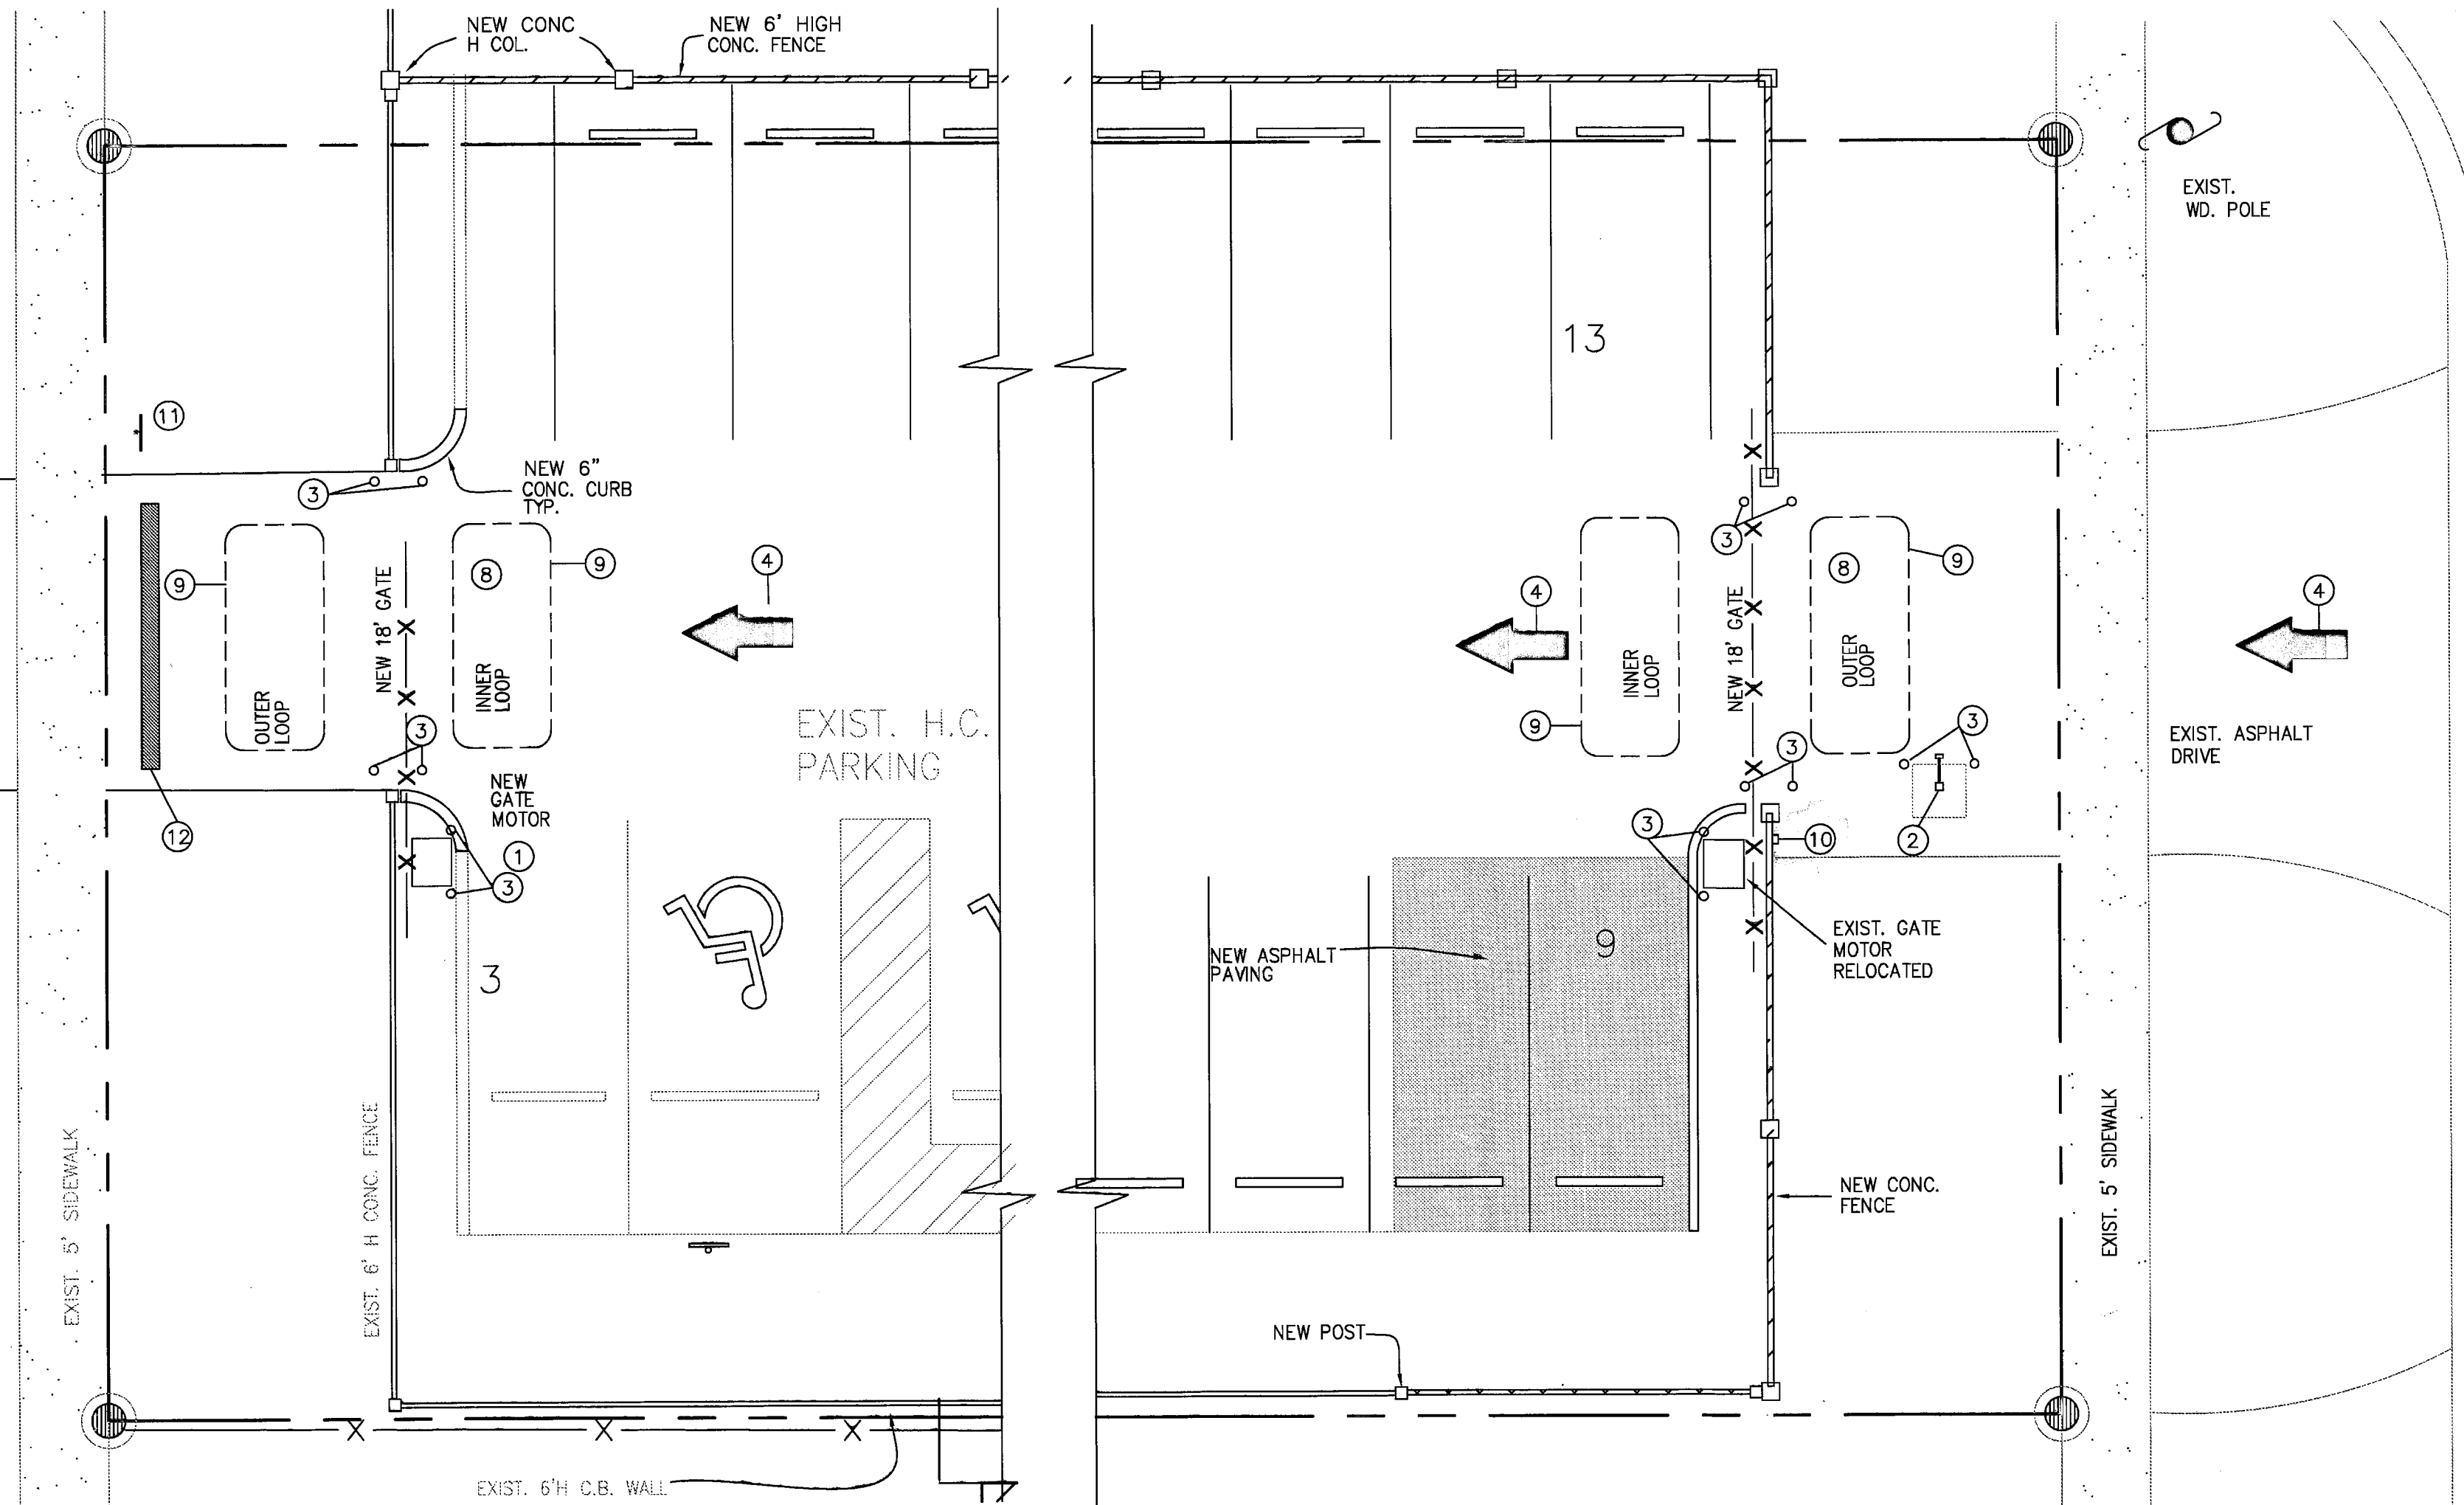 NEW CONC
H COL.
NEW 6' HIGH
CONC. FENCE
EXIST.
WD. POLE
13
11
NEW 6"
CONC. CURB
TYP.
3
3
9
8
9
4
4
8
9
4
NEW 18' GATE
INNER
LOOP
OUTER
LOOP
INNER
LOOP
NEW 18' GATE
OUTER
LOOP
3
9
3
3
EXIST. H.C.
PARKING
EXIST. ASPHALT
DRIVE
NEW
GATE
MOTOR
12
1
3
3
10
2
3
NEW ASPHALT
PAVING
9
EXIST. GATE
MOTOR
RELOCATED
EXIST. 5' SIDEWALK
EXIST. 6' H CONC. FENCE
NEW CONC.
FENCE
EXIST. 5' SIDEWALK
NEW POST
EXIST. 6'H C.B. WALL